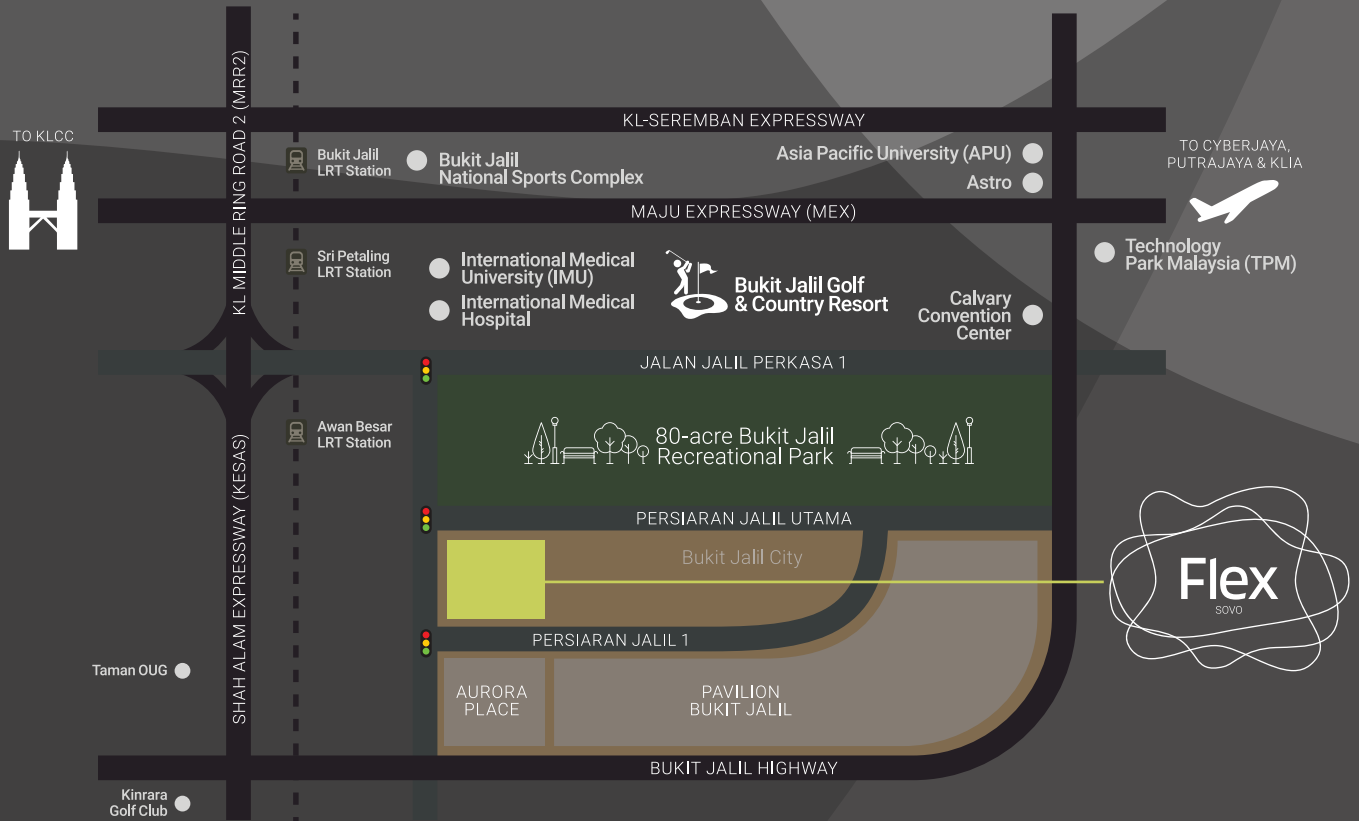 KL MIDDLE RING ROAD 2 (MRR2)
KL-SEREMBAN EXPRESSWAY
TO KLCC
Bukit Jalil
LRT Station
Bukit Jalil
National Sports Complex
Asia Pacific University (APU)
Astro
TO CYBERJAYA,
PUTRAJAYA & KLIA
MAJU EXPRESSWAY (MEX)
Sri Petaling
LRT Station
International Medical
University (IMU)
International Medical
Hospital
Bukit Jalil Golf
& Country Resort
Calvary
Convention
Center
Technology
Park Malaysia (TPM)
JALAN JALIL PERKASA 1
Awan Besar
LRT Station
80-acre Bukit Jalil
Recreational Park
SHAH ALAM EXPRESSWAY (KESAS)
PERSIARAN JALIL UTAMA
Bukit Jalil City
Flex
SOVO
PERSIARAN JALIL 1
Taman OUG
AURORA
PLACE
PAVILION
BUKIT JALIL
BUKIT JALIL HIGHWAY
Kinrara
Golf Club